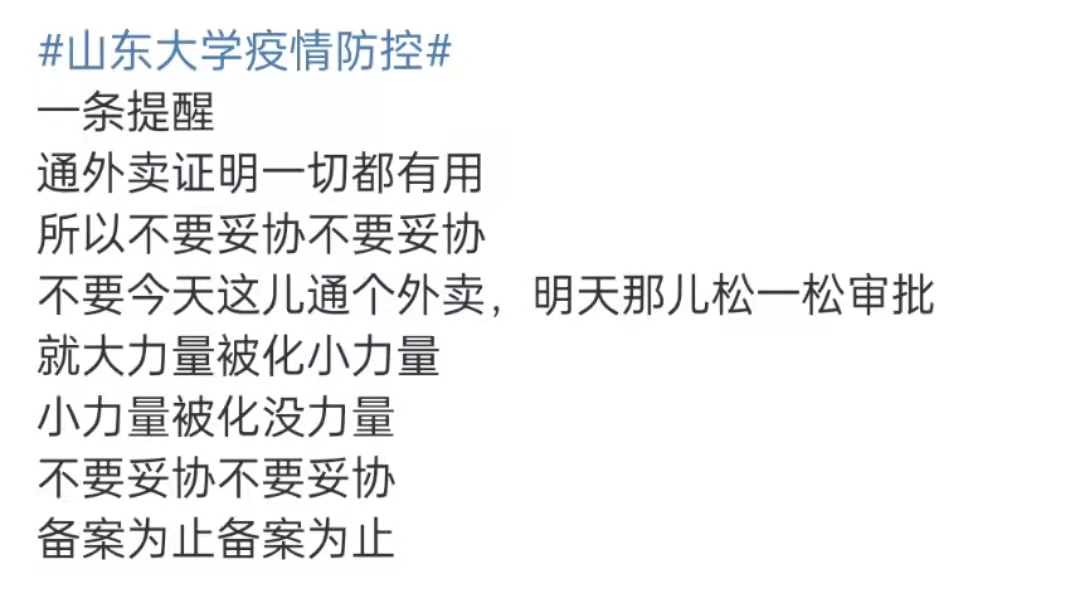 #山东大学疫情防控#
一条提醒
通外卖证明一切都有用
所以不要妥协不要妥协
不要今天这儿通个外卖，明天那儿松一松审批
就大力量被化小力量
小力量被化没力量
不要妥协不要妥协
备案为止备案为止